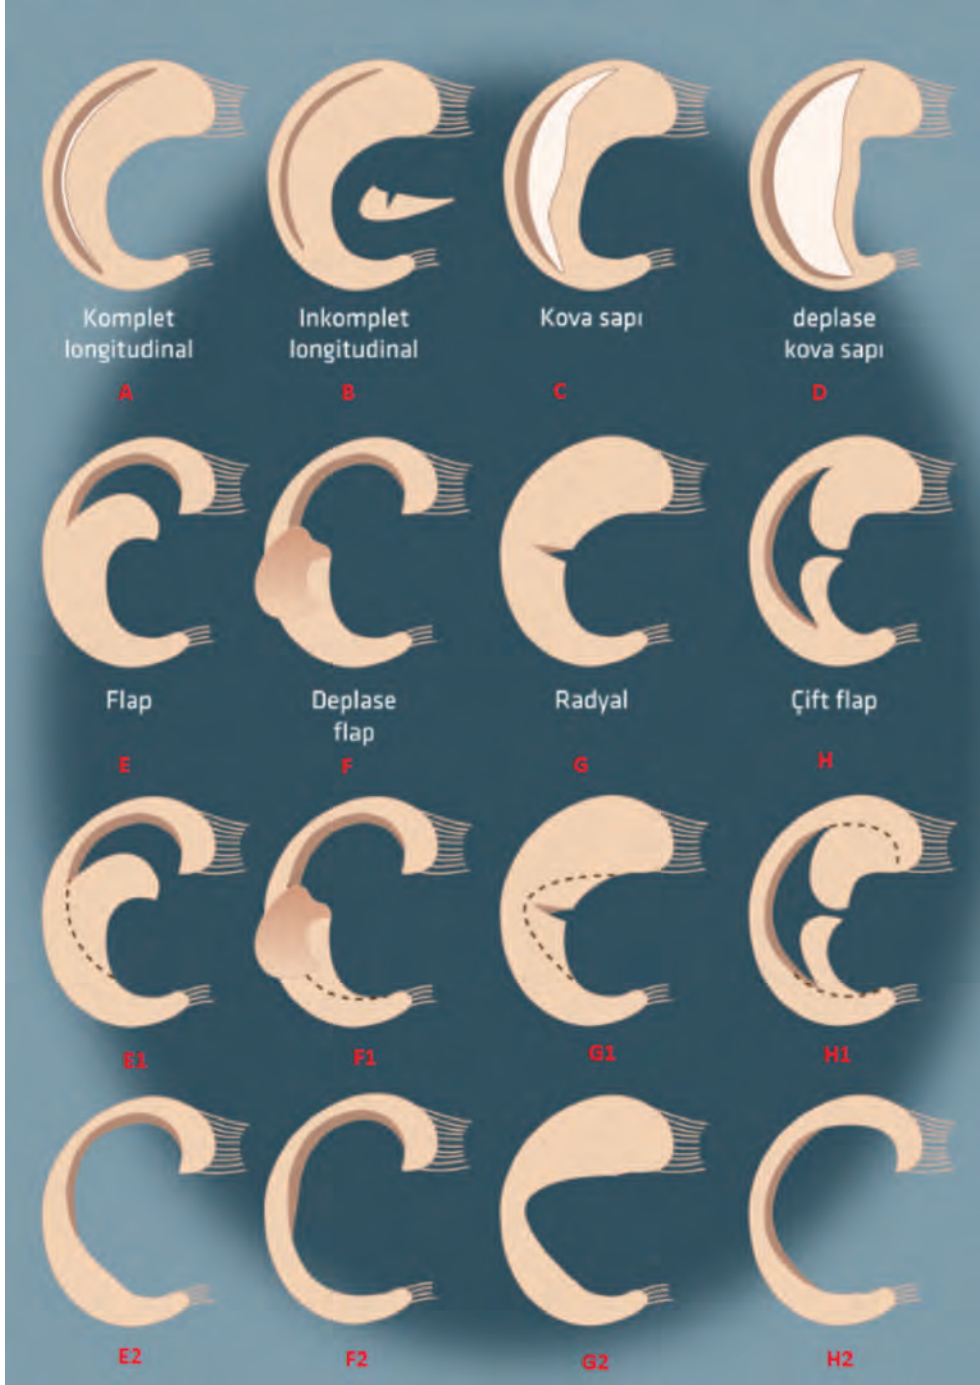 Komplet
longitudinal
A
Inkomplet
longitudinal
B
Kova sapı
C
deplase
kova sapı
D
Flap
E
Deplase
flap
F
Radyal
G
Çift flap
H
E1
F1
G1
H1
E2
F2
G2
H2